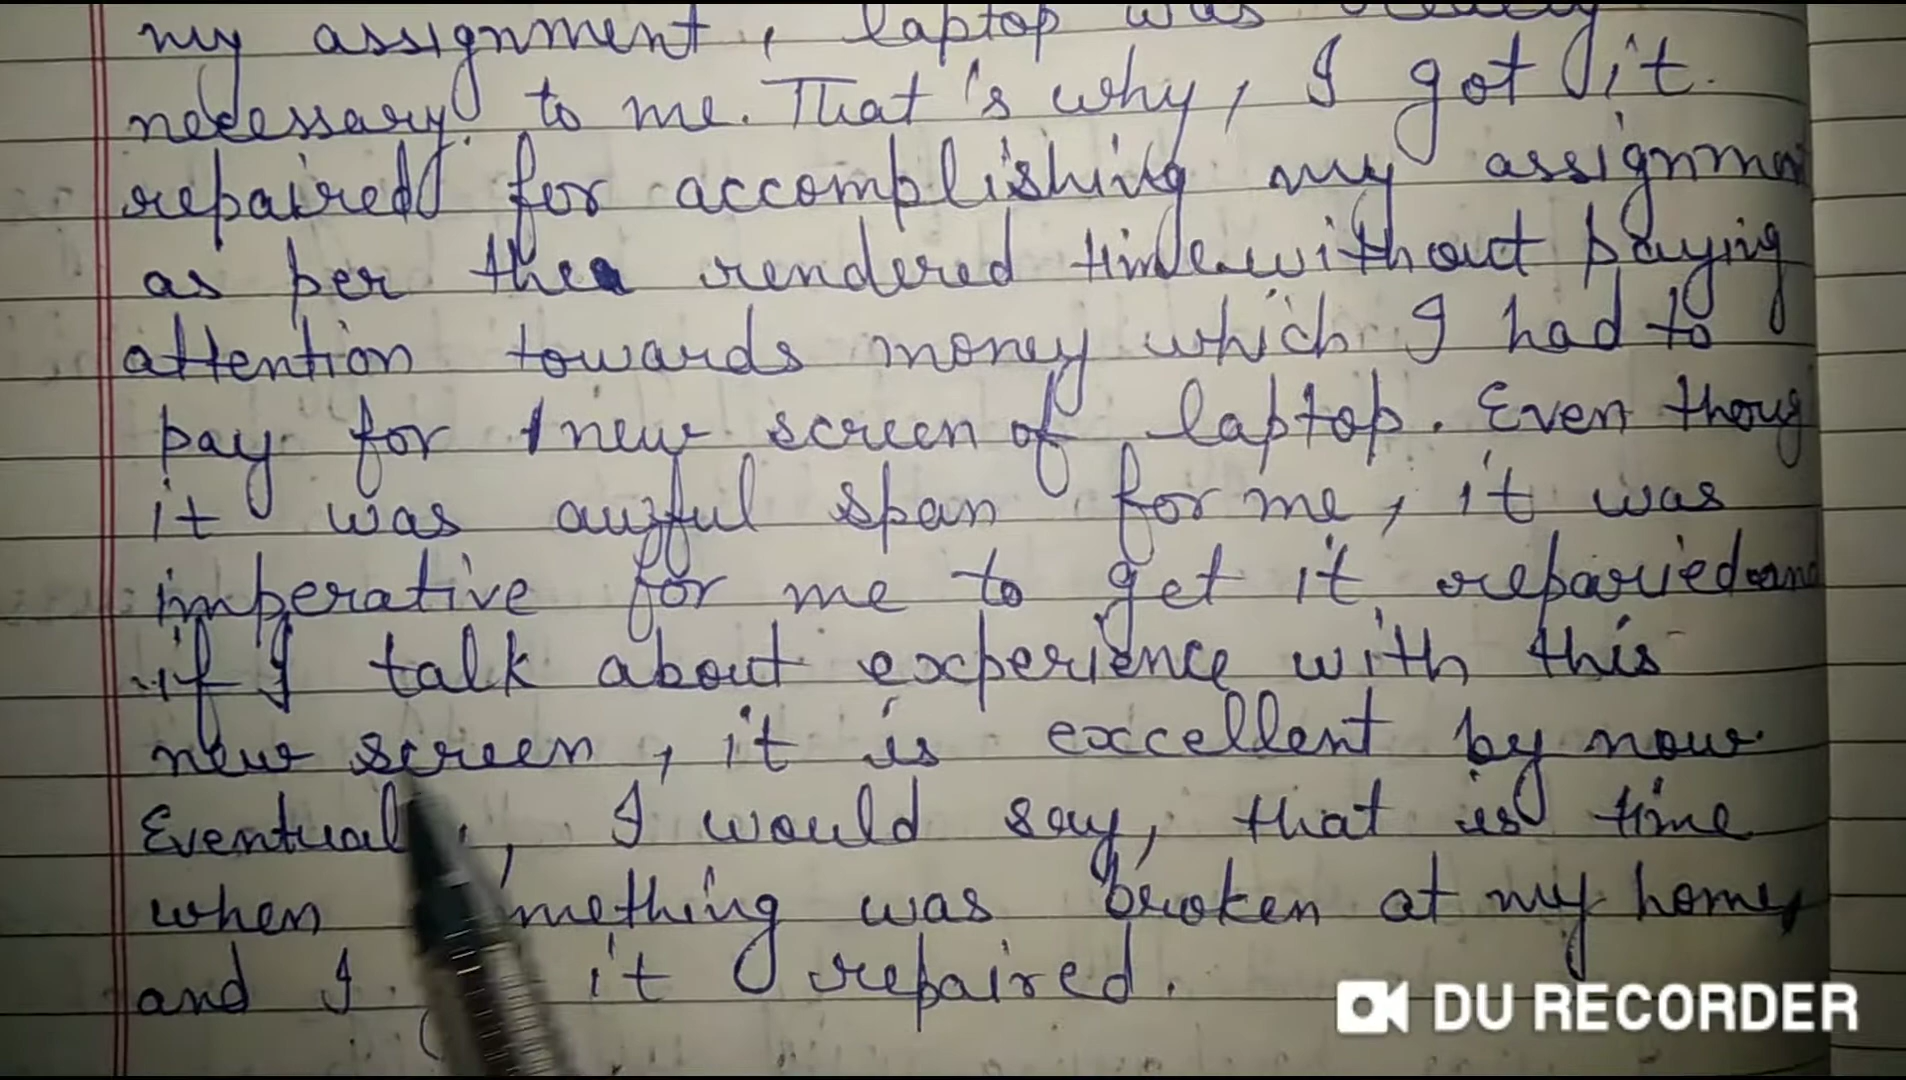 my assignment, laptop was really
necessary to me. That's why, I got it
repaired for accomplishing my assignment
as per the rendered time without paying
attention towards money which I had to
pay for new screen of laptop. Even thoug
it was awful span for me, it was
imperative for me to get it reparied and
if I talk about experience with this
new screen, it is excellent by now.
Eventual , I would say, that is time
when mething was broken at my home,
and I it repaired.
DU RECORDER